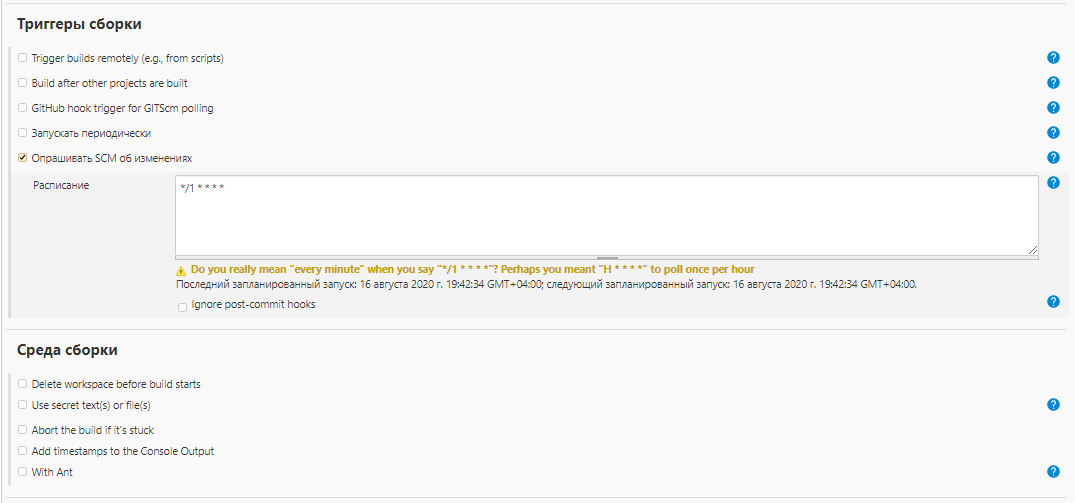 Триггеры сборки
Trigger builds remotely (e.g., from scripts)
Build after other projects are built
GitHub hook trigger for GITScm polling
Запускать периодически
Опрашивать SCM об изменениях
Расписание
*/1 * * * *
Do you really mean "every minute" when you say "*/1 * * * *"? Perhaps you meant "H * * * *" to poll once per hour
Последний запланированный запуск: 16 августа 2020 г. 19:42:34 GMT+04:00; следующий запланированный запуск: 16 августа 2020 г. 19:42:34 GMT+04:00.
Ignore post-commit hooks
Среда сборки
Delete workspace before build starts
Use secret text(s) or file(s)
Abort the build if it's stuck
Add timestamps to the Console Output
With Ant